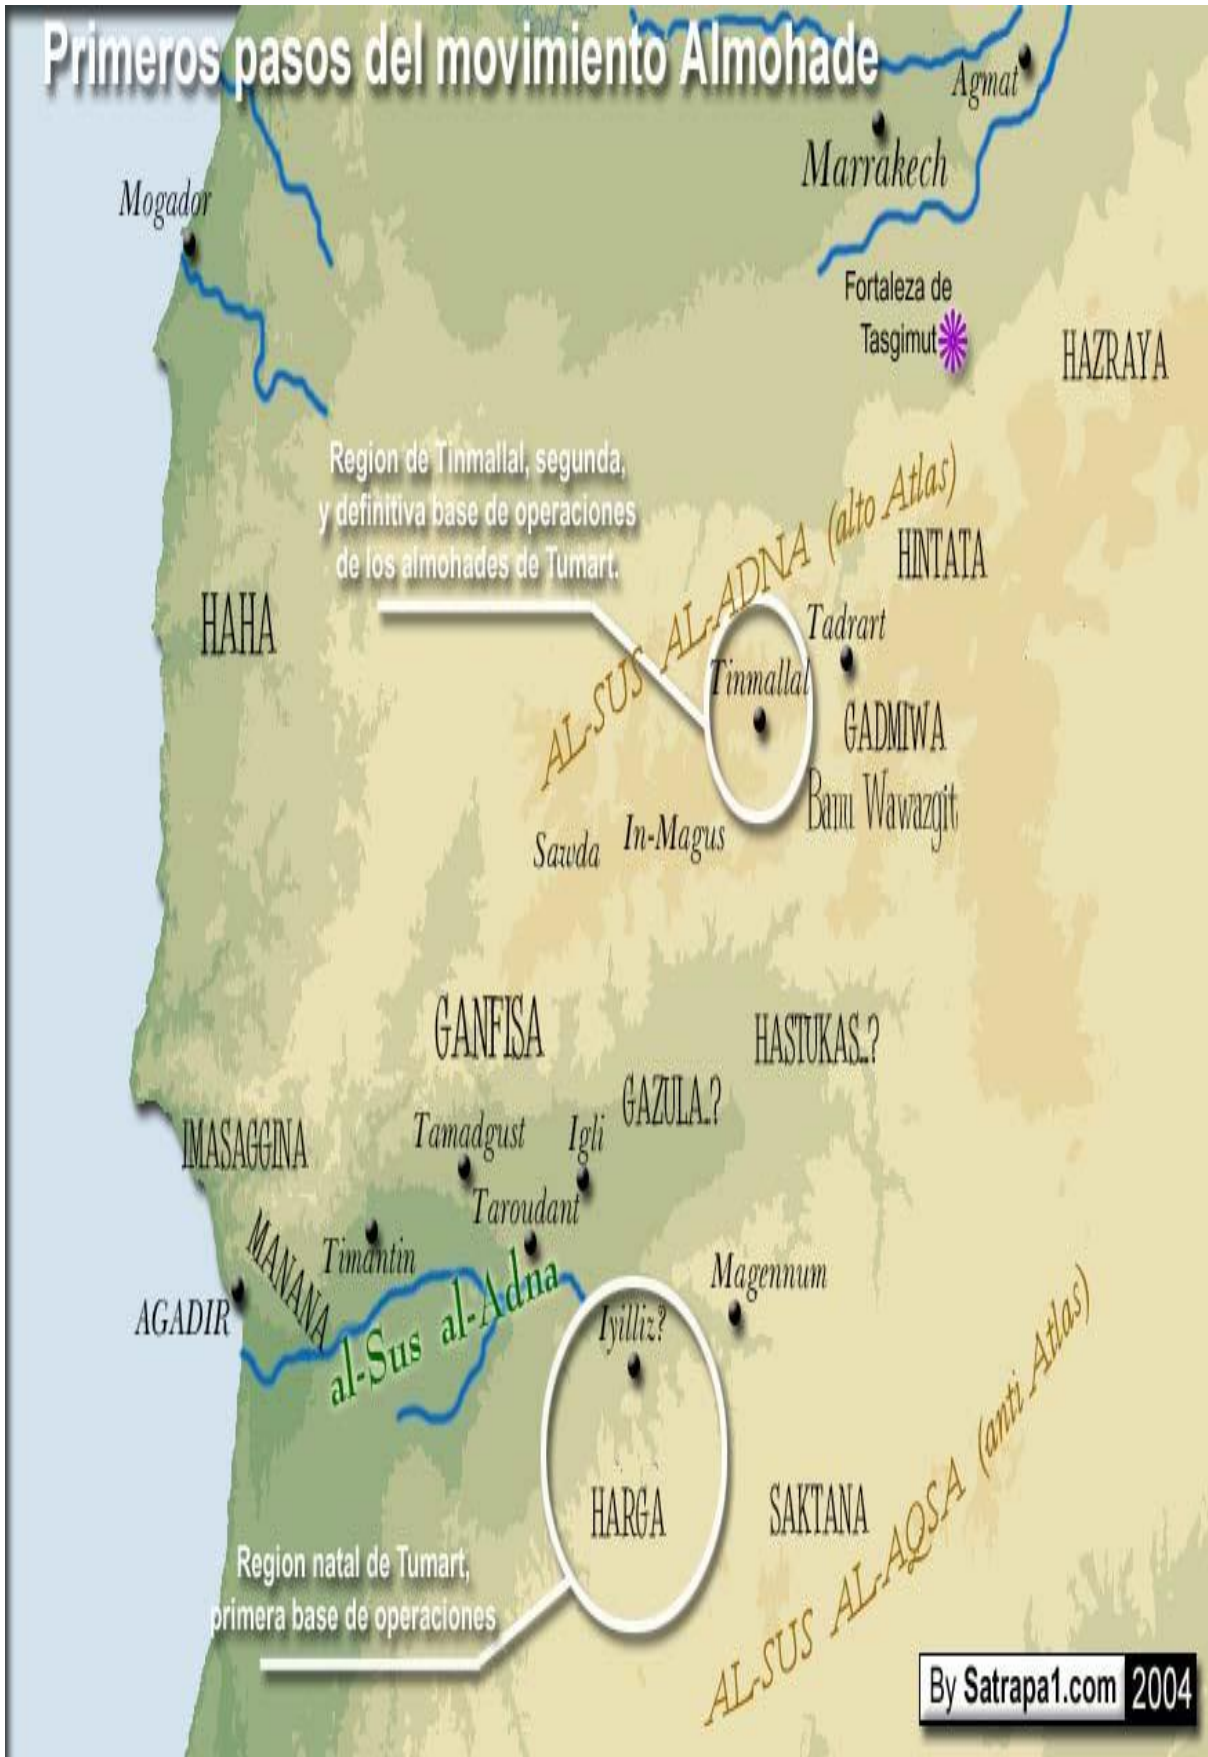 Primeros pasos del movimiento Almohade
Agmat
Marrakech
Mogador
Fortaleza de
Tasgimut
HAZRAYA
Region de Tinmallal, segunda,
y definitiva base de operaciones
de los almohades de Tumart.
AL-SUS AL-ADNA (alto Atlas)
HINTATA
HAHA
Tadrart
Tinmallal
GADMIWA
Banu Wawazgit
In-Magus
Sawda
GANFISA
HASTUKAS..?
GAZULA.?
IMASAGGINA
Tamadgust
Igli
Taroudant
MANANA
Timantin
al-Sus al-Adna
Magennum
AGADIR
Iyilliz?
HARGA
SAKTANA
AL-SUS AL-AQSA (anti Atlas)
Region natal de Tumart,
primera base de operaciones
By Satrapa1.com 2004